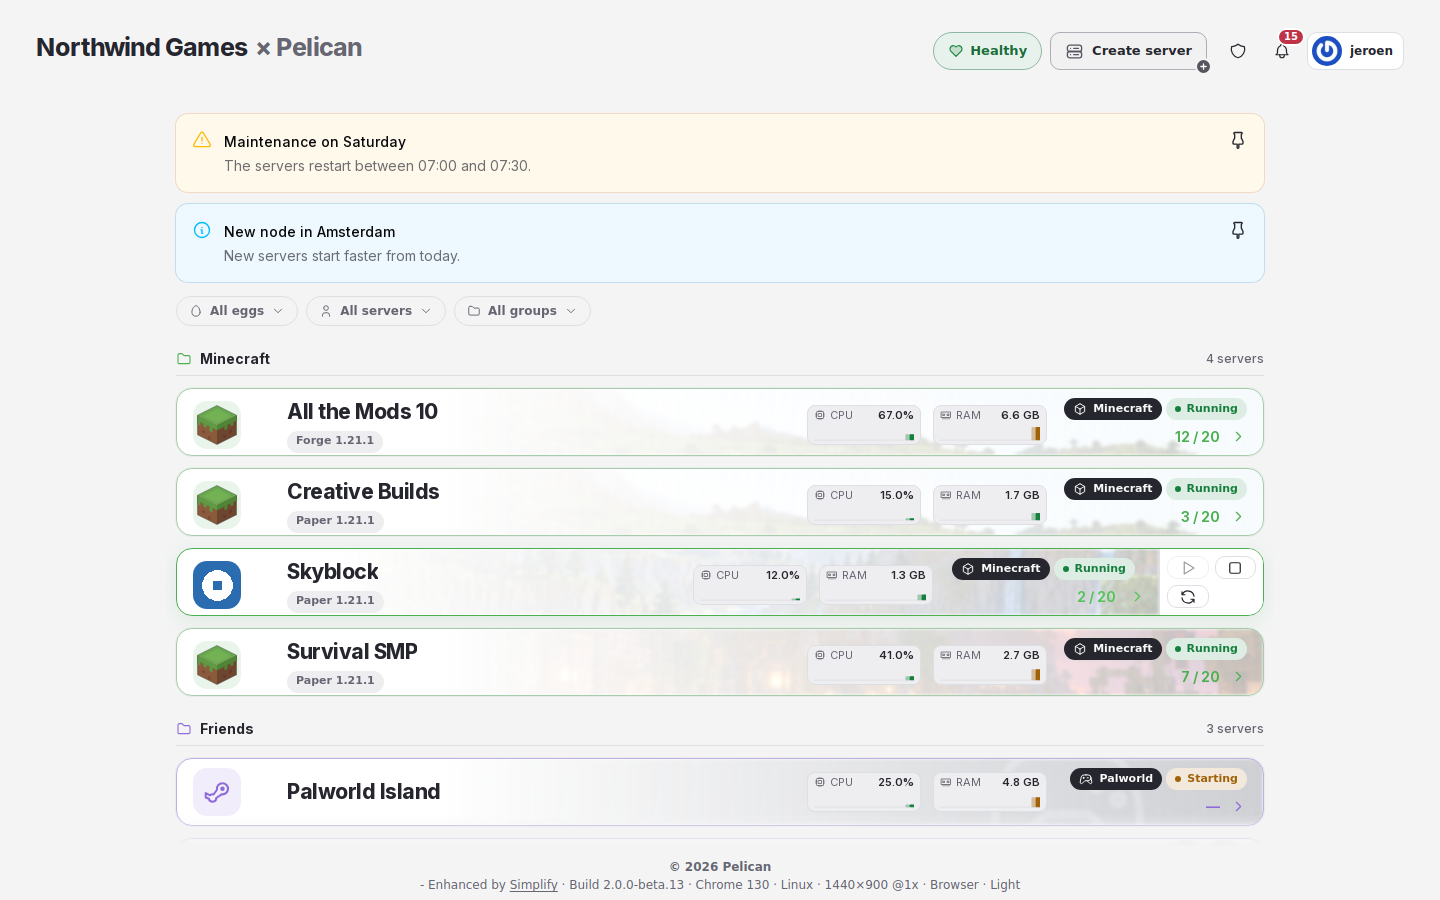 Northwind Games × Pelican
Healthy
Create server
15
jeroen
Maintenance on Saturday
The servers restart between 07:00 and 07:30.
New node in Amsterdam
New servers start faster from today.
All eggs
All servers
All groups
Minecraft
4 servers
All the Mods 10
Forge 1.21.1
CPU 67.0%
RAM 6.6 GB
Minecraft
Running
12 / 20
Creative Builds
Paper 1.21.1
CPU 15.0%
RAM 1.7 GB
Minecraft
Running
3 / 20
Skyblock
Paper 1.21.1
CPU 12.0%
RAM 1.3 GB
Minecraft
Running
2 / 20
Survival SMP
Paper 1.21.1
CPU 41.0%
RAM 2.7 GB
Minecraft
Running
7 / 20
Friends
3 servers
Palworld Island
CPU 25.0%
RAM 4.8 GB
Palworld
Starting
—
© 2026 Pelican
- Enhanced by Simplify · Build 2.0.0-beta.13 · Chrome 130 · Linux · 1440×900 @1x · Browser · Light